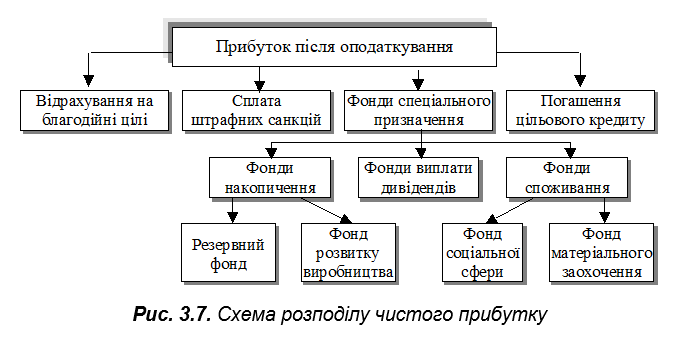 Прибуток після оподаткування
Відрахування на
благодійні цілі
Сплата
штрафних санкцій
Фонди спеціального
призначення
Погашення
цільового кредиту
Фонди
накопичення
Фонди виплати
дивідендів
Фонди
споживання
Резервний
фонд
Фонд
розвитку
виробництва
Фонд
соціальної
сфери
Фонд
матеріального
заохочення
Рис. 3.7. Схема розподілу чистого прибутку